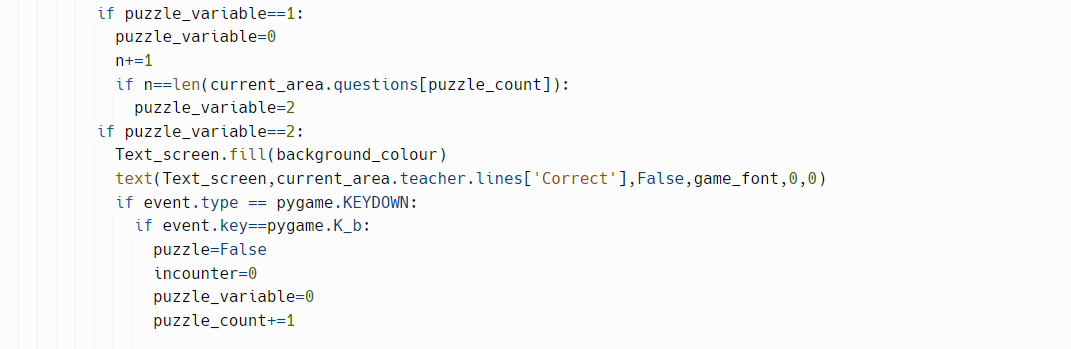 if puzzle_variable==1:
puzzle_variable=0
n+=1
if n==len(current_area.questions[puzzle_count]):
puzzle_variable=2
if puzzle_variable==2:
Text_screen.fill(background_colour)
text(Text_screen,current_area.teacher.lines['Correct'],False,game_font,0,0)
if event.type == pygame.KEYDOWN:
if event.key==pygame.K_b:
puzzle=False
incounter=0
puzzle_variable=0
puzzle_count+=1